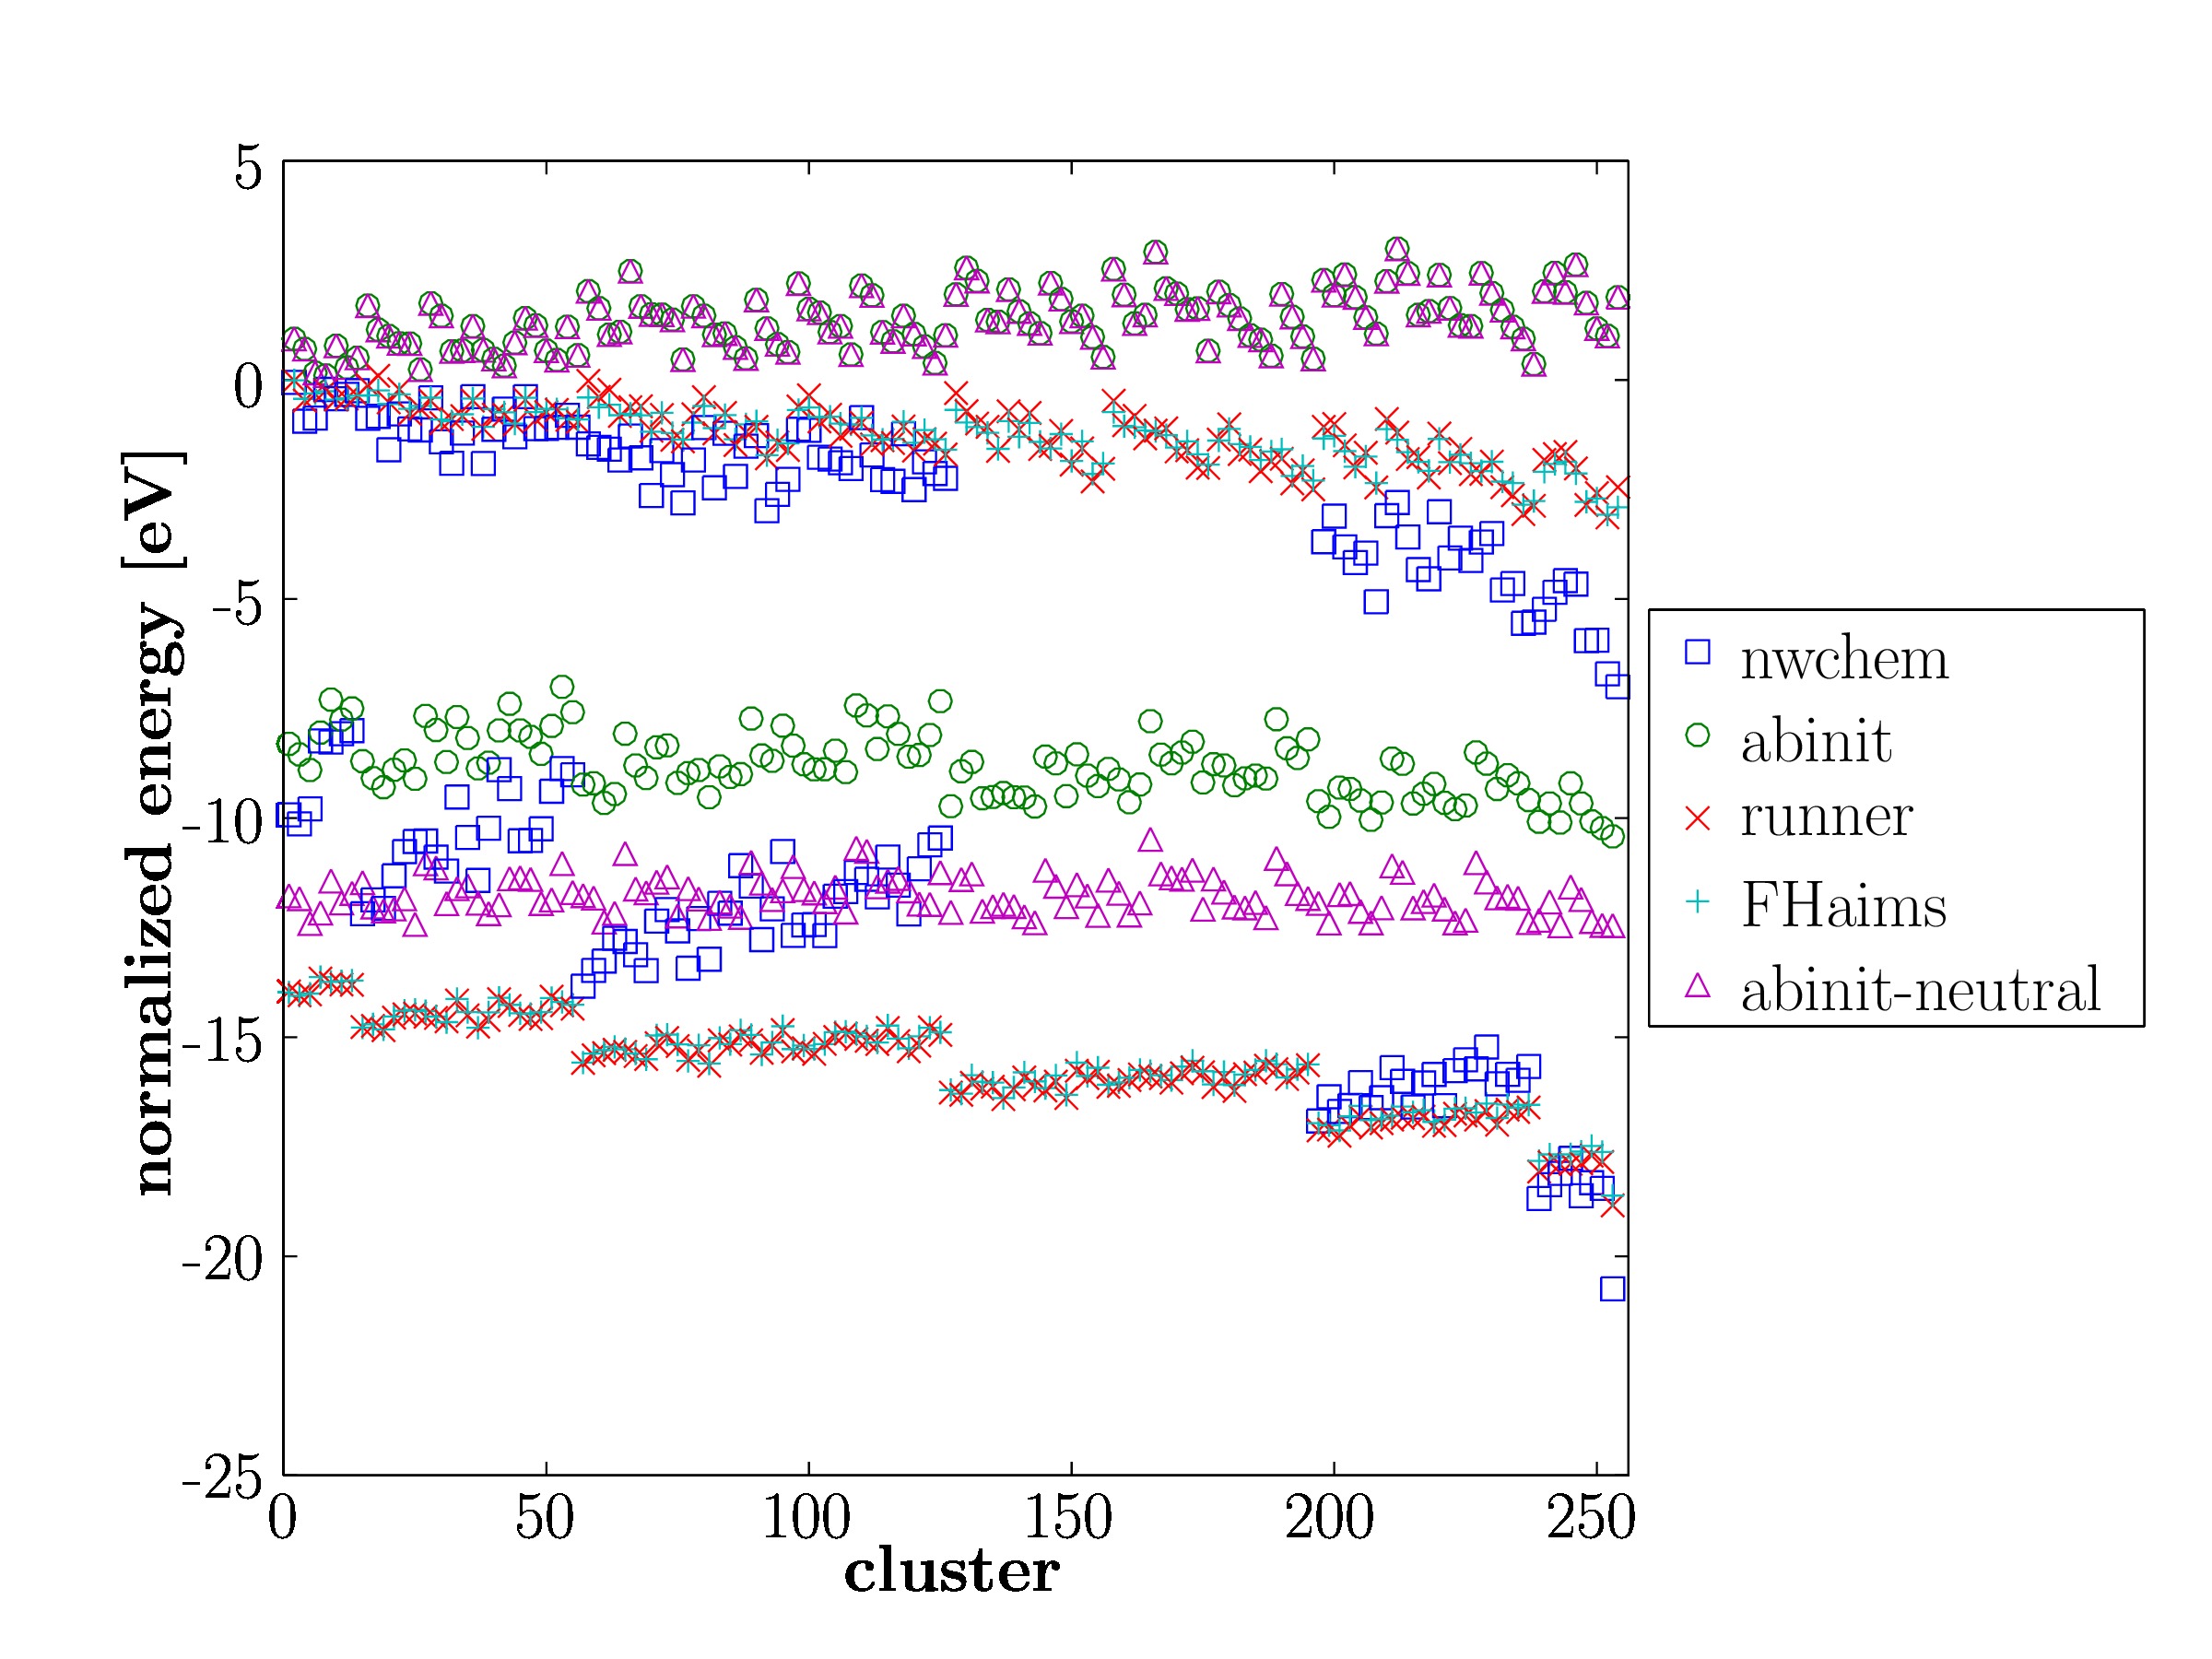 5
0
-5
-10
-15
-20
-25
normalized energy [eV]
0 50 100 150 200 250
cluster
nwchem
abinit
runner
FHaims
abinit-neutral